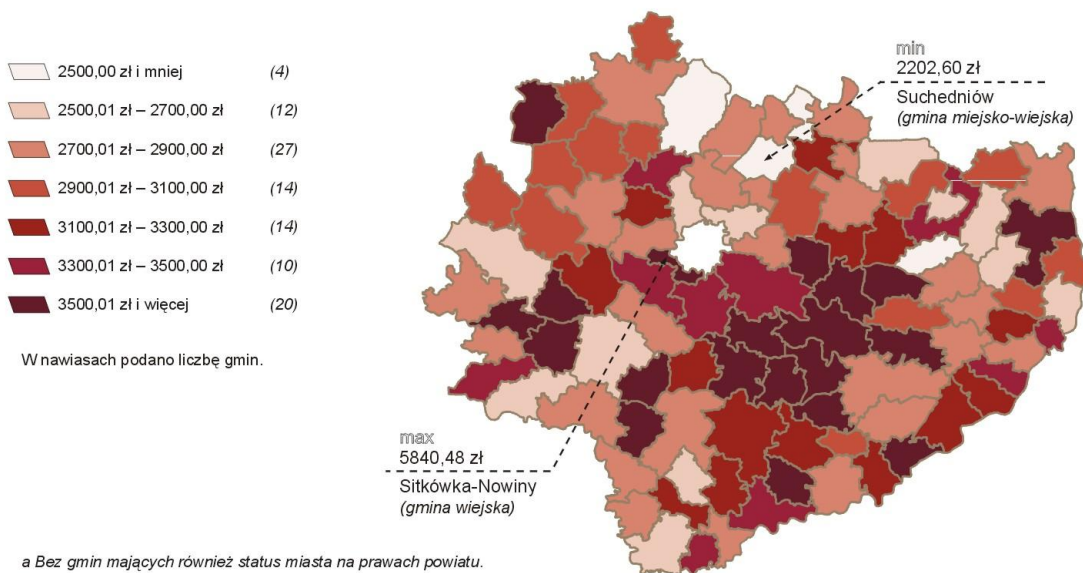 2500,00 zł i mniej (4)
2500,01 zł – 2700,00 zł (12)
2700,01 zł – 2900,00 zł (27)
2900,01 zł – 3100,00 zł (14)
3100,01 zł – 3300,00 zł (14)
3300,01 zł – 3500,00 zł (10)
3500,01 zł i więcej (20)
W nawiasach podano liczbę gmin.
min
2202,60 zł
Suchedniów
(gmina miejsko-wiejska)
max
5840,48 zł
Sitkówka-Nowiny
(gmina wiejska)
a Bez gmin mających również status miasta na prawach powiatu.